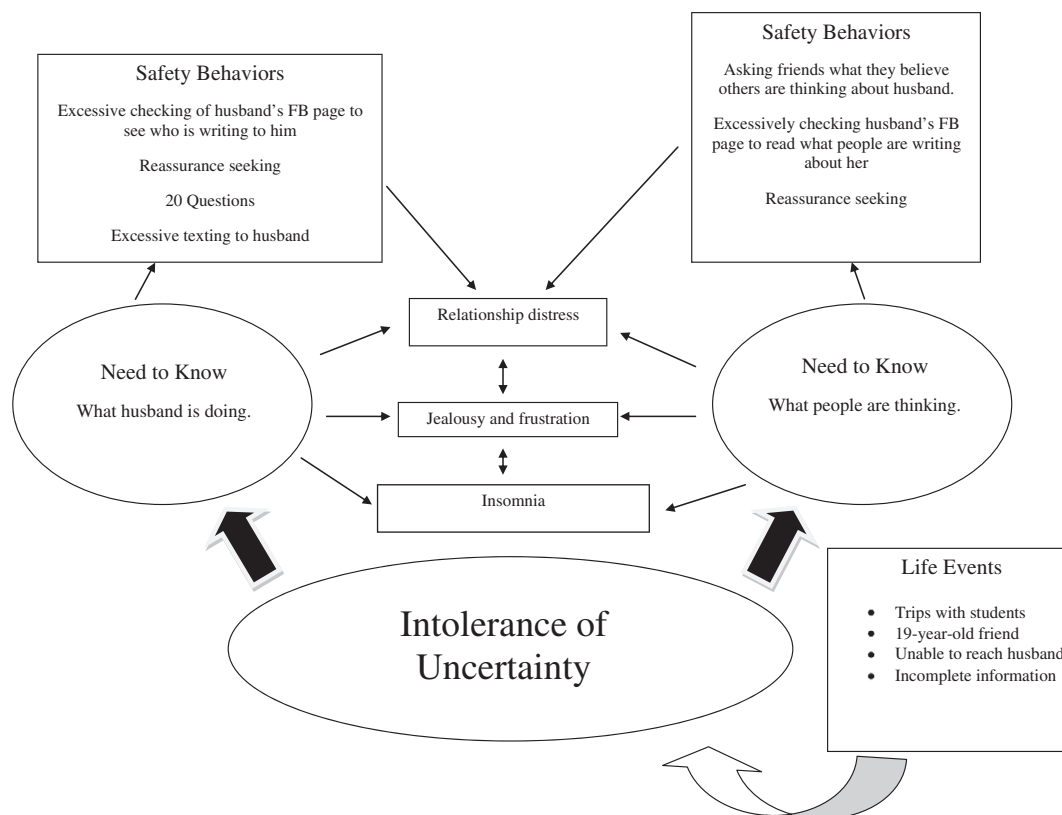 Safety Behaviors
Excessive checking of husband's FB page to
see who is writing to him
Reassurance seeking
20 Questions
Excessive texting to husband
Safety Behaviors
Asking friends what they believe
others are thinking about husband.
Excessively checking husband's FB
page to read what people are writing
about her
Reassurance seeking
Relationship distress
Need to Know
What husband is doing.
Need to Know
What people are thinking.
Jealousy and frustration
Insomnia
Intolerance of
Uncertainty
Life Events
• Trips with students
• 19-year-old friend
• Unable to reach husband
• Incomplete information